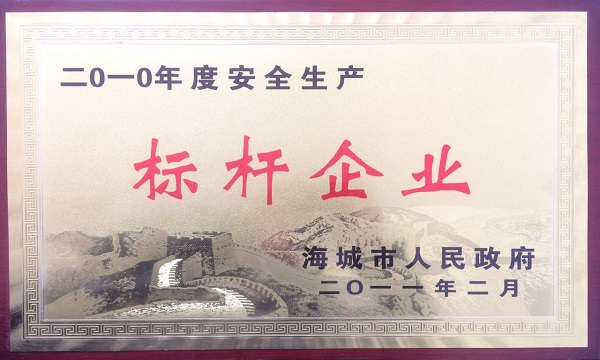 二0一0年度安全生产
标杆企业
海城市人民政府
二〇一一年二月